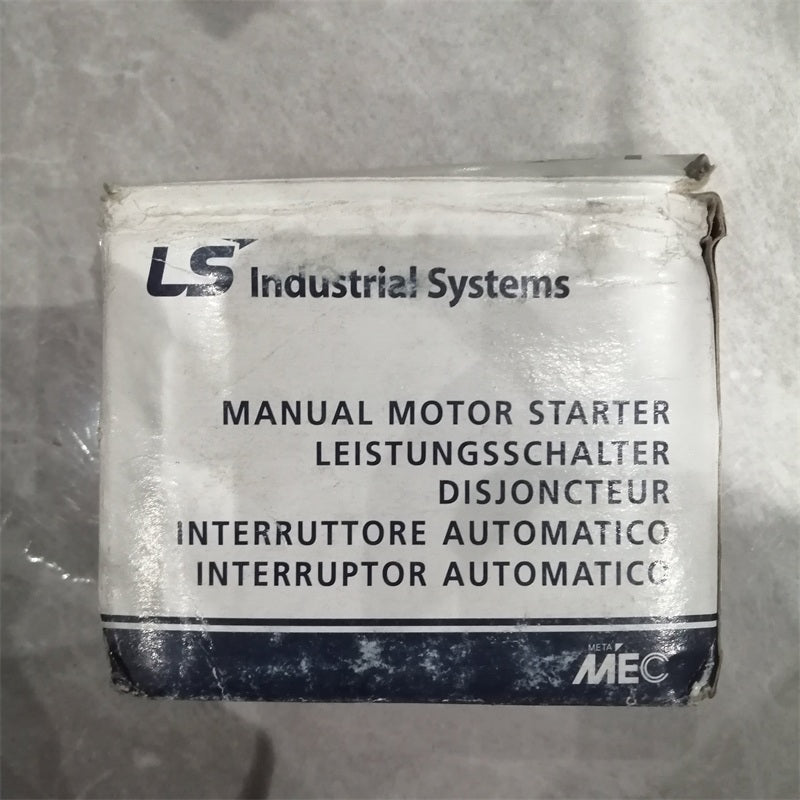 LS Industrial Systems
MANUAL MOTOR STARTER
LEISTUNGSSCHALTER
DISJONCTEUR
INTERRUTTORE AUTOMATICO
INTERRUPTOR AUTOMATICO
META
MEC